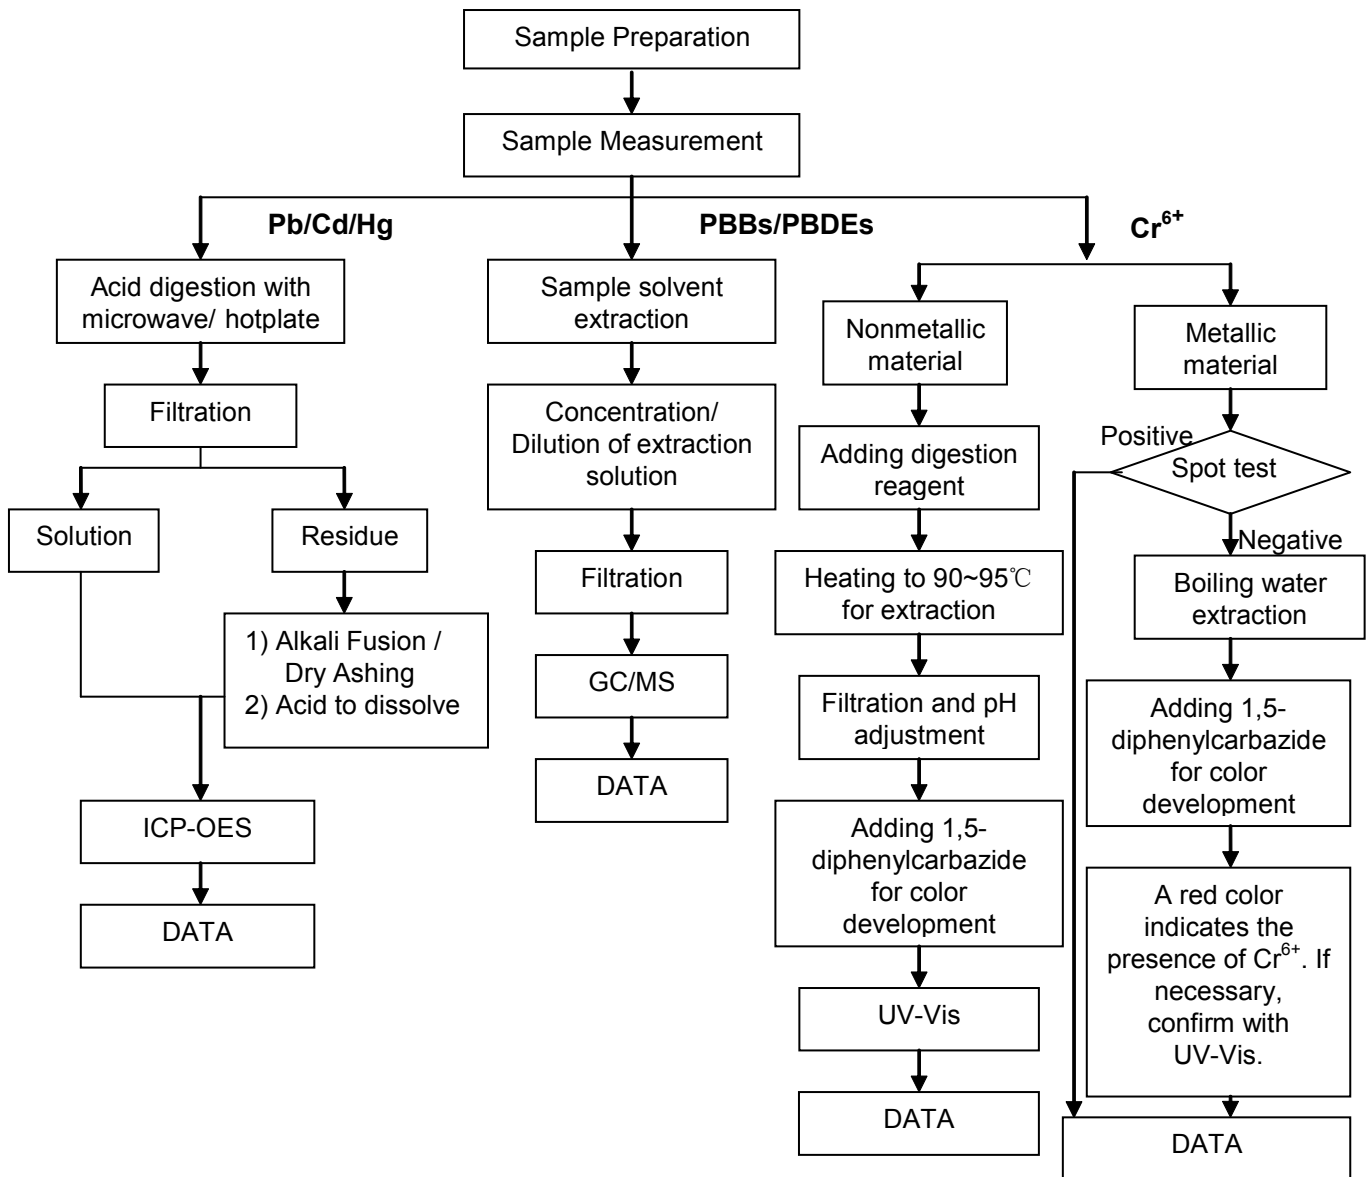 Sample Preparation
Sample Measurement
Pb/Cd/Hg
PBBs/PBDEs
Cr⁶⁺
Acid digestion with
microwave/ hotplate
Filtration
Solution
Residue
1) Alkali Fusion /
Dry Ashing
2) Acid to dissolve
ICP-OES
DATA
Sample solvent
extraction
Concentration/
Dilution of extraction
solution
Filtration
GC/MS
DATA
Nonmetallic
material
Adding digestion
reagent
Heating to 90~95℃
for extraction
Filtration and pH
adjustment
Adding 1,5-
diphenylcarbazide
for color
development
UV-Vis
DATA
Metallic
material
Positive
Spot test
Negative
Boiling water
extraction
Adding 1,5-
diphenylcarbazide
for color
development
A red color
indicates the
presence of Cr⁶⁺. If
necessary,
confirm with
UV-Vis.
DATA